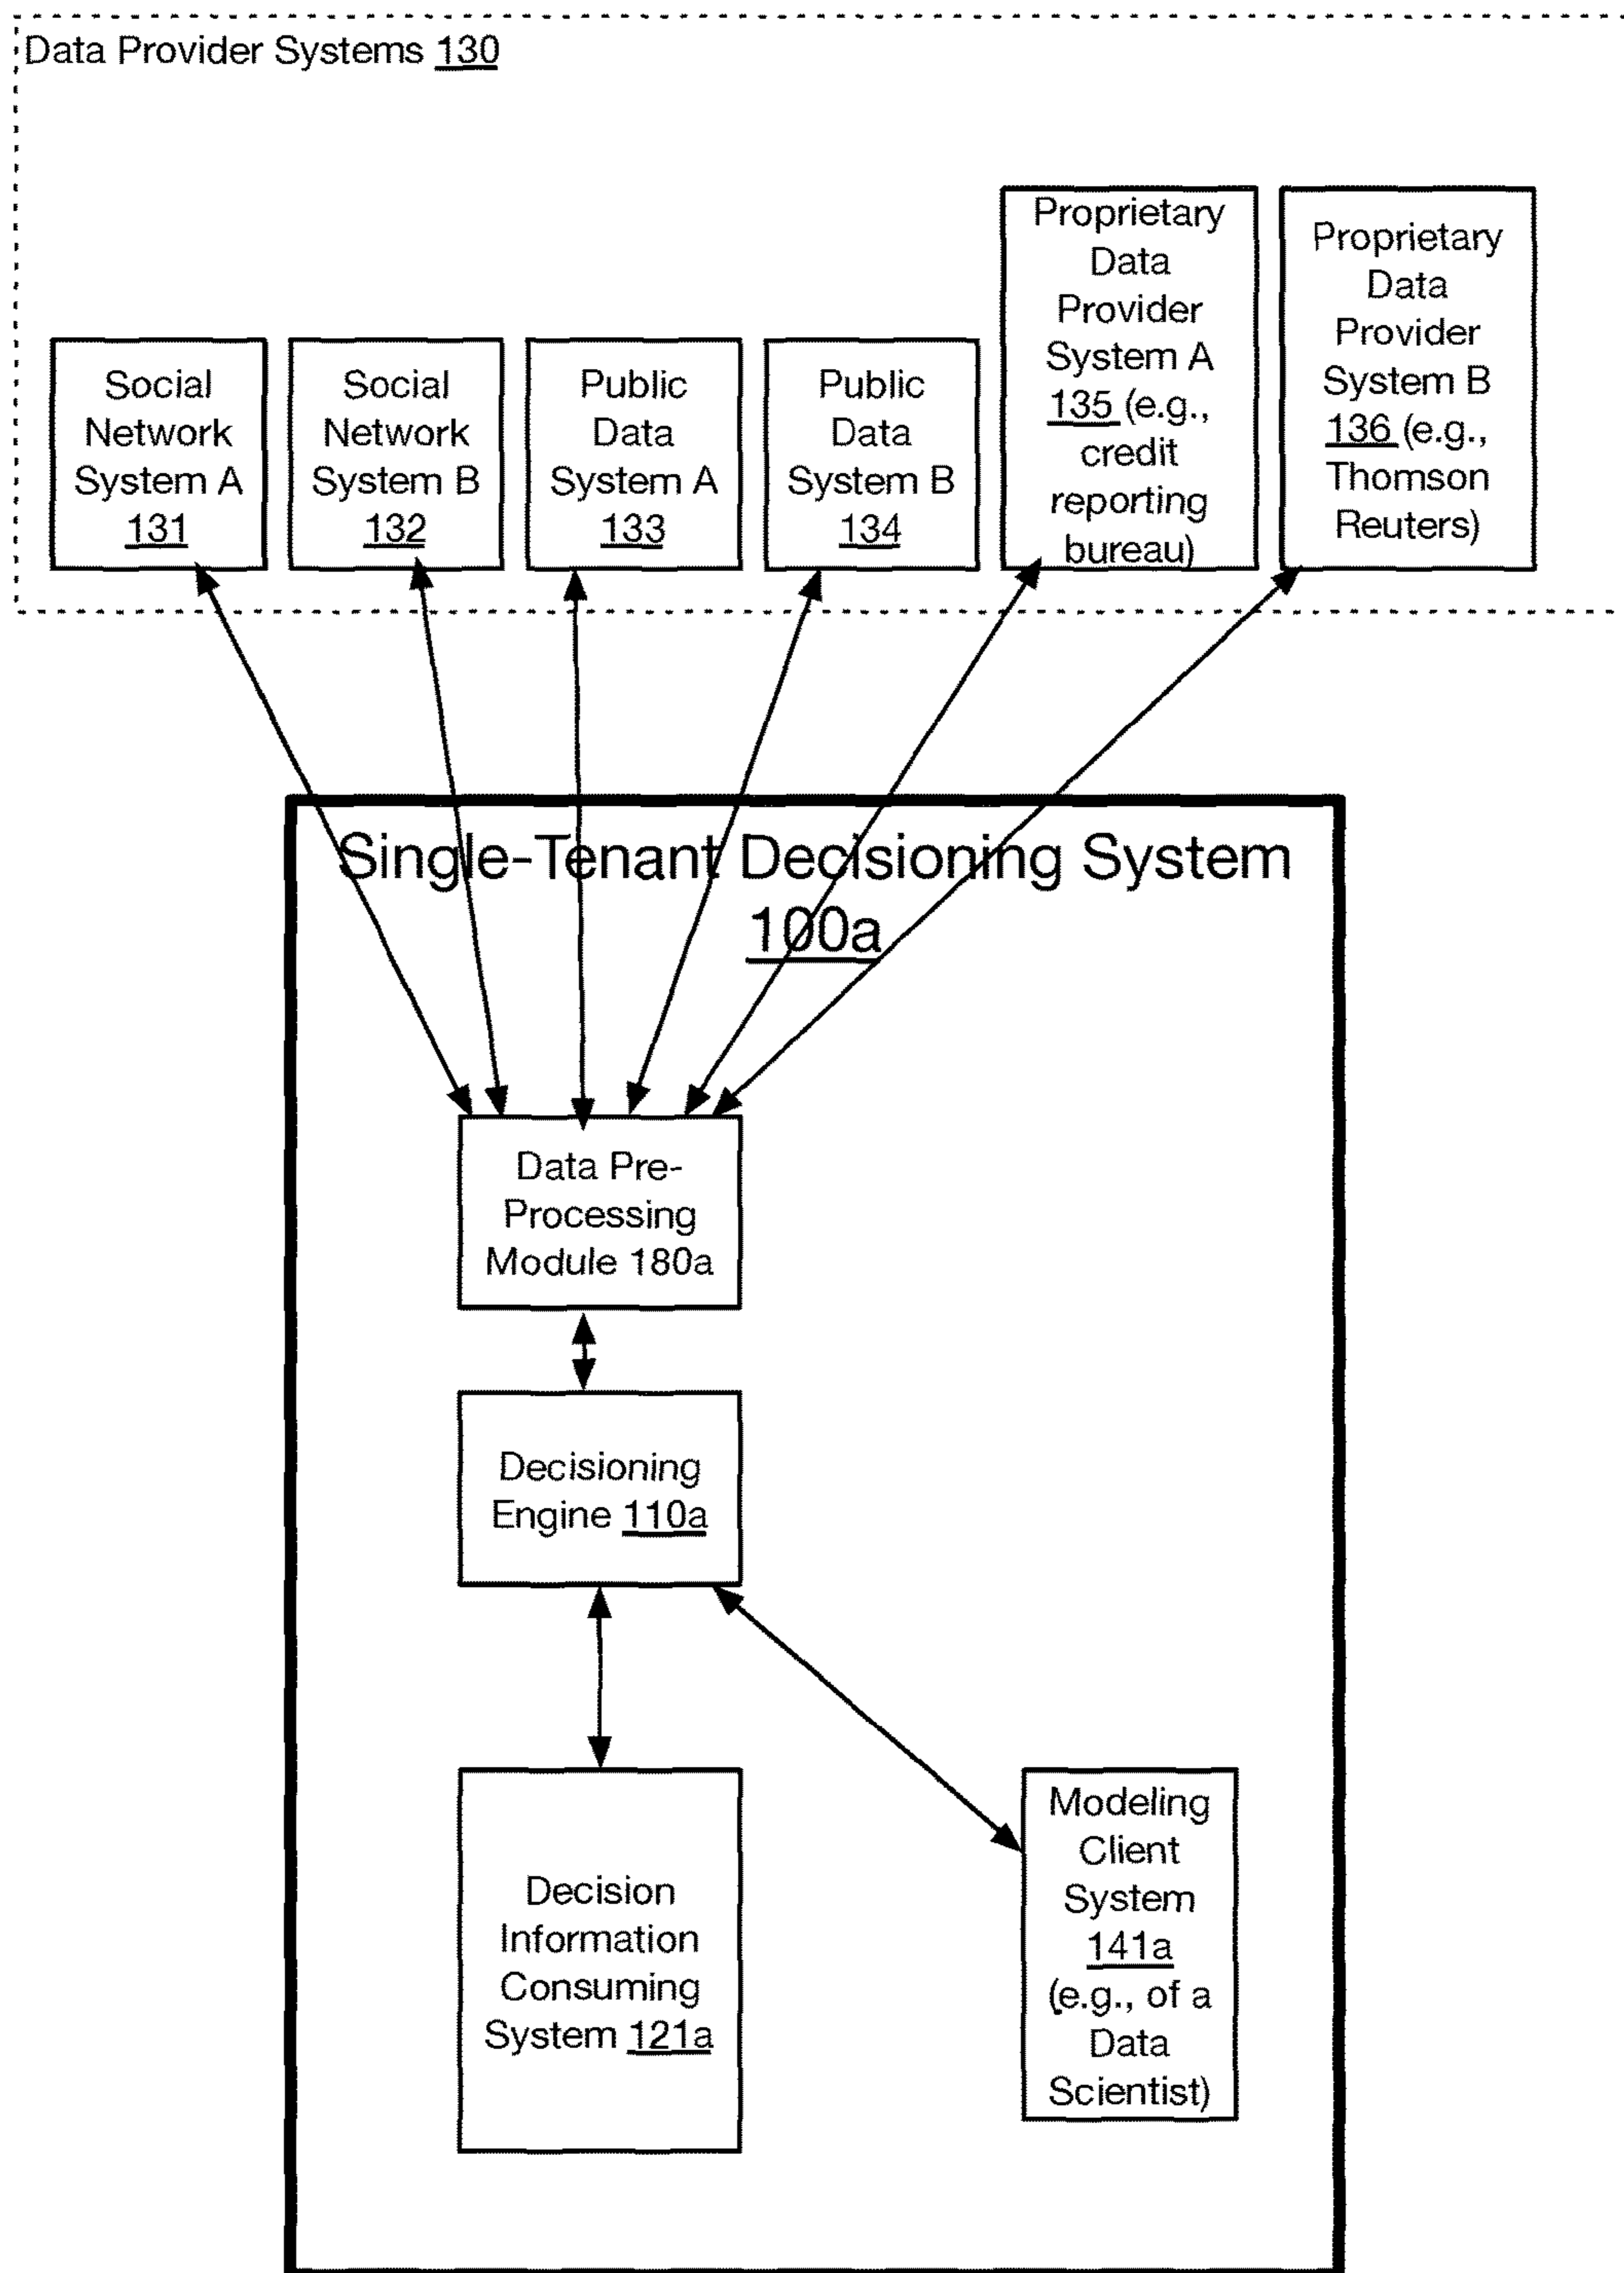 Data Provider Systems 130
Social
Network
System A
131
Social
Network
System B
132
Public
Data
System A
133
Public
Data
System B
134
Proprietary
Data
Provider
System A
135 (e.g.,
credit
reporting
bureau)
Proprietary
Data
Provider
System B
136 (e.g.,
Thomson
Reuters)
Single-Tenant Decisioning System
100a
Data Pre-
Processing
Module 180a
Decisioning
Engine 110a
Decision
Information
Consuming
System 121a
Modeling
Client
System
141a
(e.g., of a
Data
Scientist)